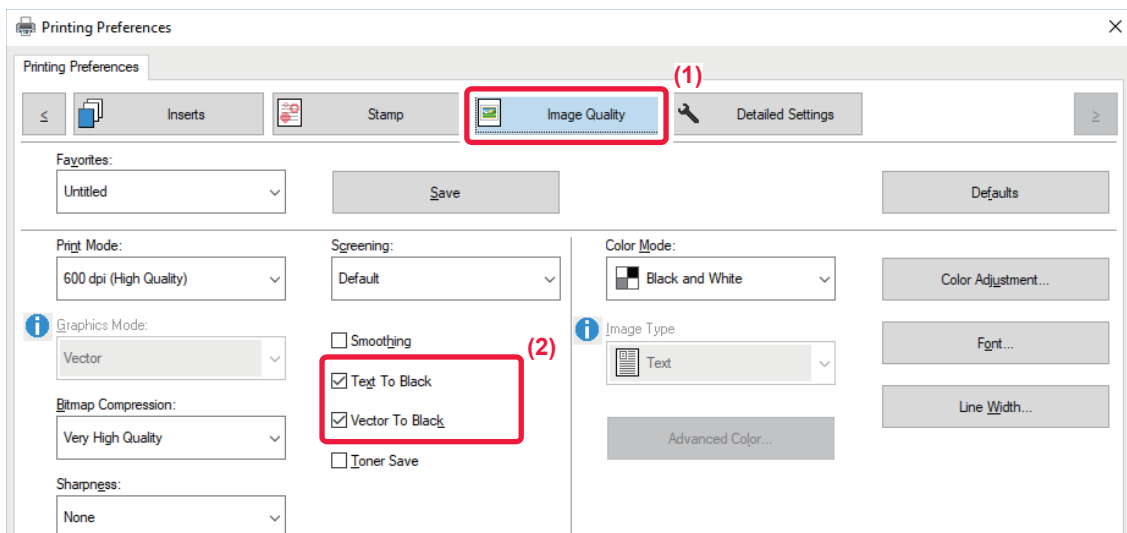 Printing Preferences
Printing Preferences
(1)
≤ Inserts Stamp Image Quality Detailed Settings ≥
Favorites:
Untitled Save Defaults
Print Mode: Screening: Color Mode:
600 dpi (High Quality) Default Black and White Color Adjustment...
Graphics Mode: Image Type
Smoothing (2) Font...
Vector Text
Text To Black
Bitmap Compression: Line Width...
Vector To Black
Very High Quality Advanced Color...
Toner Save
Sharpness:
None